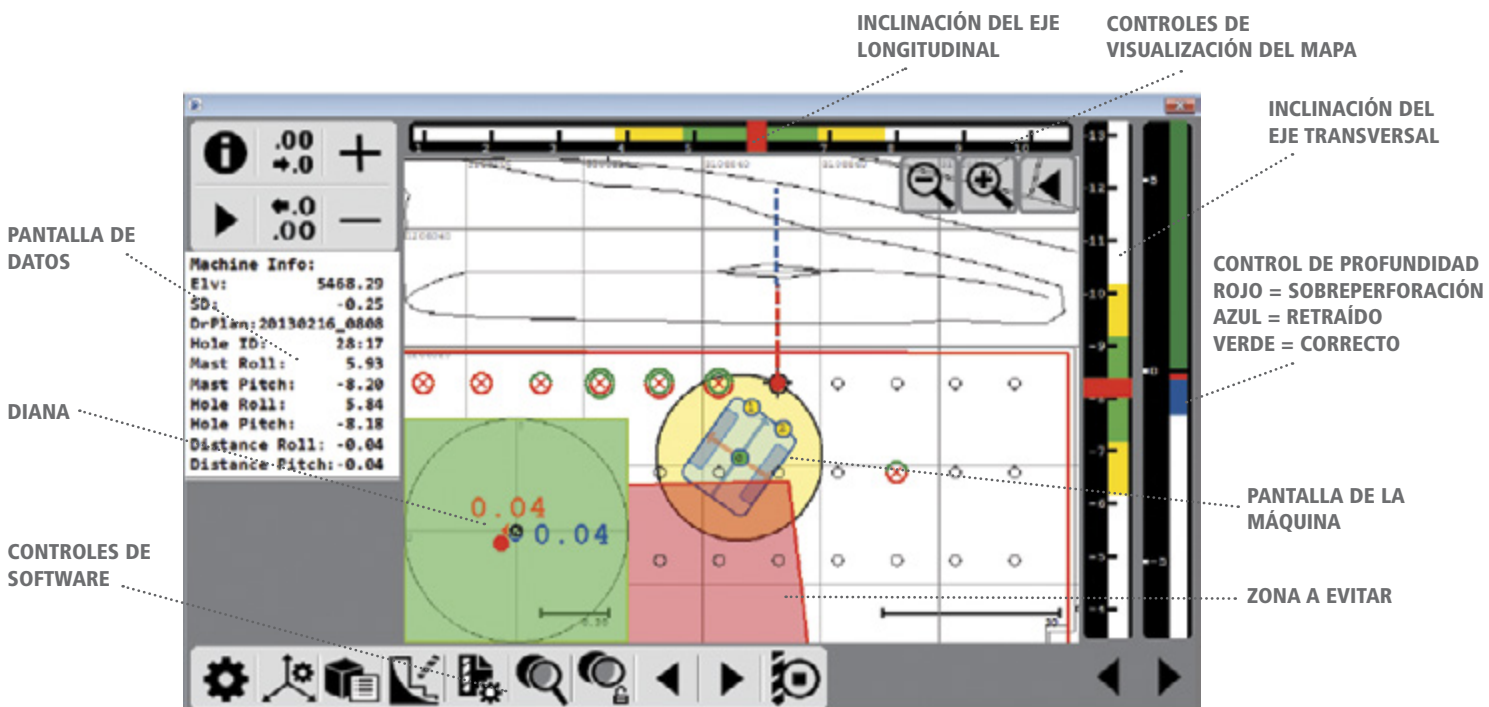 INCLINACIÓN DEL EJE
LONGITUDINAL
CONTROLES DE
VISUALIZACIÓN DEL MAPA
INCLINACIÓN DEL
EJE TRANSVERSAL
PANTALLA DE
DATOS
CONTROL DE PROFUNDIDAD
ROJO = SOBREPERFORACIÓN
AZUL = RETRAÍDO
VERDE = CORRECTO
DIANA
PANTALLA DE LA
MÁQUINA
CONTROLES DE
SOFTWARE
ZONA A EVITAR
.00
.0
.0
.00
Machine Info:
Elv: 5468.29
SD: -0.25
DrPlan:20130216_0808
Hole ID: 28:17
Mast Roll: 5.93
Mast Pitch: -8.20
Hole Roll: 5.84
Hole Pitch: -8.18
Distance Roll: -0.04
Distance Pitch:-0.04
1 2 4 5 7 9 10
-13
-12
-11
-10
-9
-7
-6
-5
-4
0.04
0.04
1
2